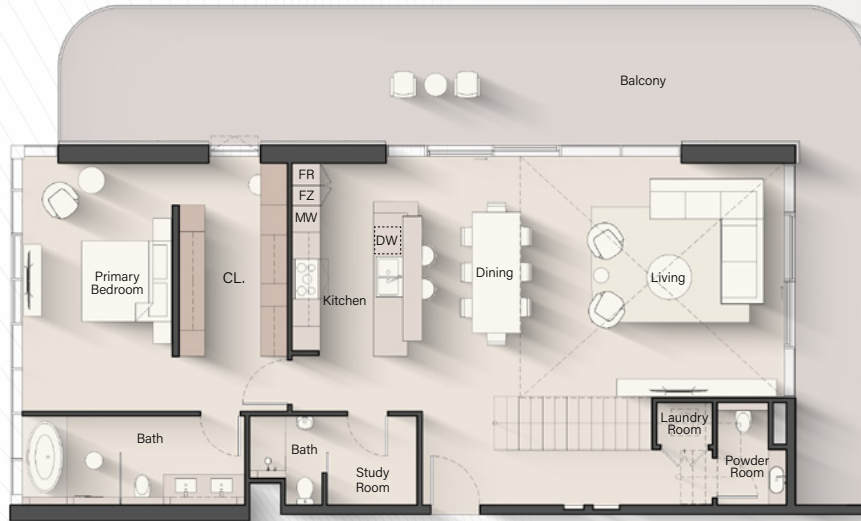 Balcony
FR
FZ
MW
DW
CL.
Primary
Bedroom
Kitchen
Dining
Living
Bath
Bath
Study
Room
Laundry
Room
Powder
Room